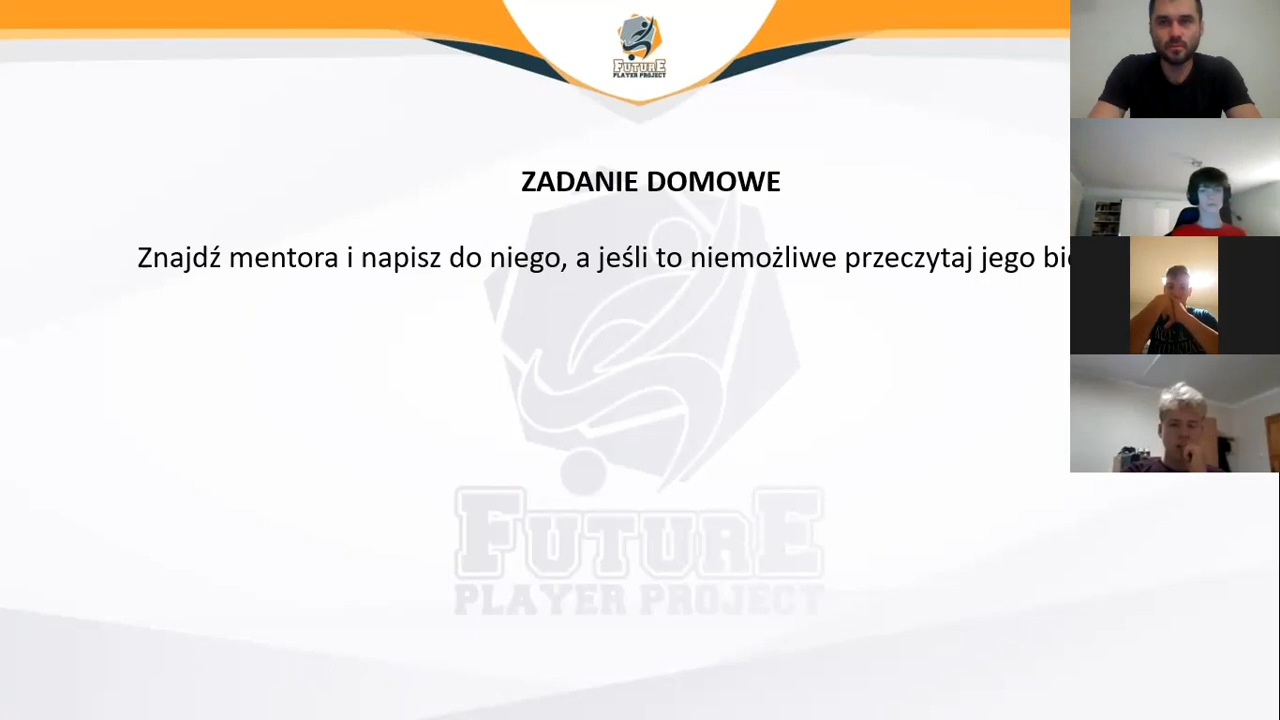 FUTURE
PLAYER PROJECT
ZADANIE DOMOWE
Znajdź mentora i napisz do niego, a jeśli to niemożliwe przeczytaj jego
FUTURE
PLAYER PROJECT